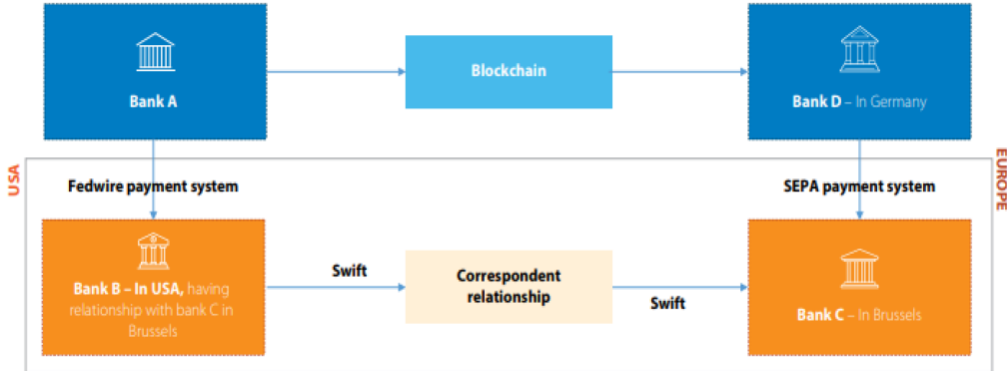 Blockchain
Bank A
Bank D – In Germany
USA
EUROPE
Fedwire payment system
SEPA payment system
Swift
Correspondent
relationship
Swift
Bank B – In USA, having
relationship with bank C in
Brussels
Bank C – In Brussels